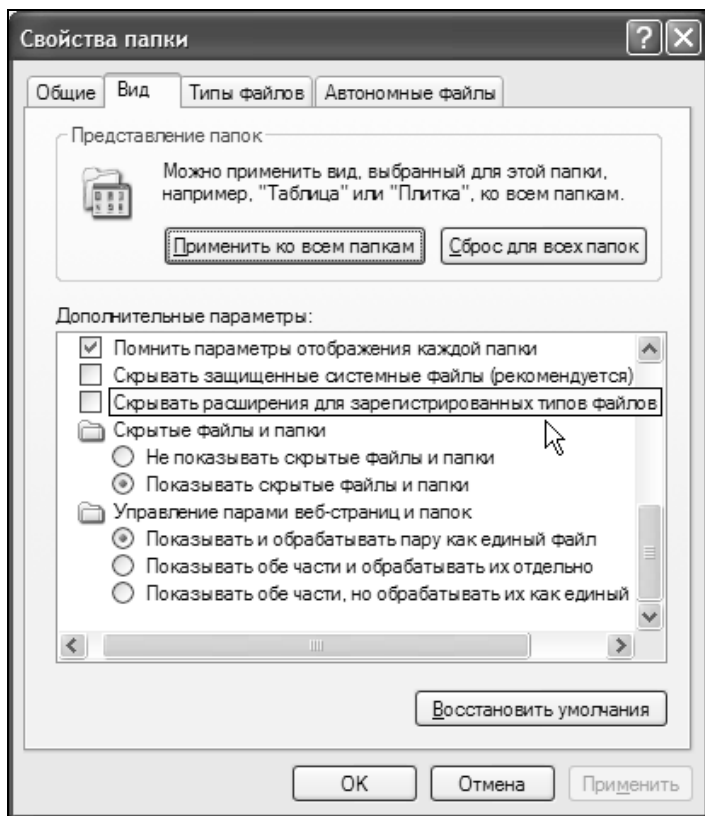 Свойства папки
Общие Вид Типы файлов Автономные файлы
Представление папок
Можно применить вид, выбранный для этой папки,
например, "Таблица" или "Плитка", ко всем папкам.
Применить ко всем папкам Сброс для всех папок
Дополнительные параметры:
Помнить параметры отображения каждой папки
Скрывать защищенные системные файлы (рекомендуется)
Скрывать расширения для зарегистрированных типов файлов
Скрытые файлы и папки
Не показывать скрытые файлы и папки
Показывать скрытые файлы и папки
Управление парами веб-страниц и папок
Показывать и обрабатывать пару как единый файл
Показывать обе части и обрабатывать их отдельно
Показывать обе части, но обрабатывать их как единый
Восстановить умолчания
OK Отмена Применить